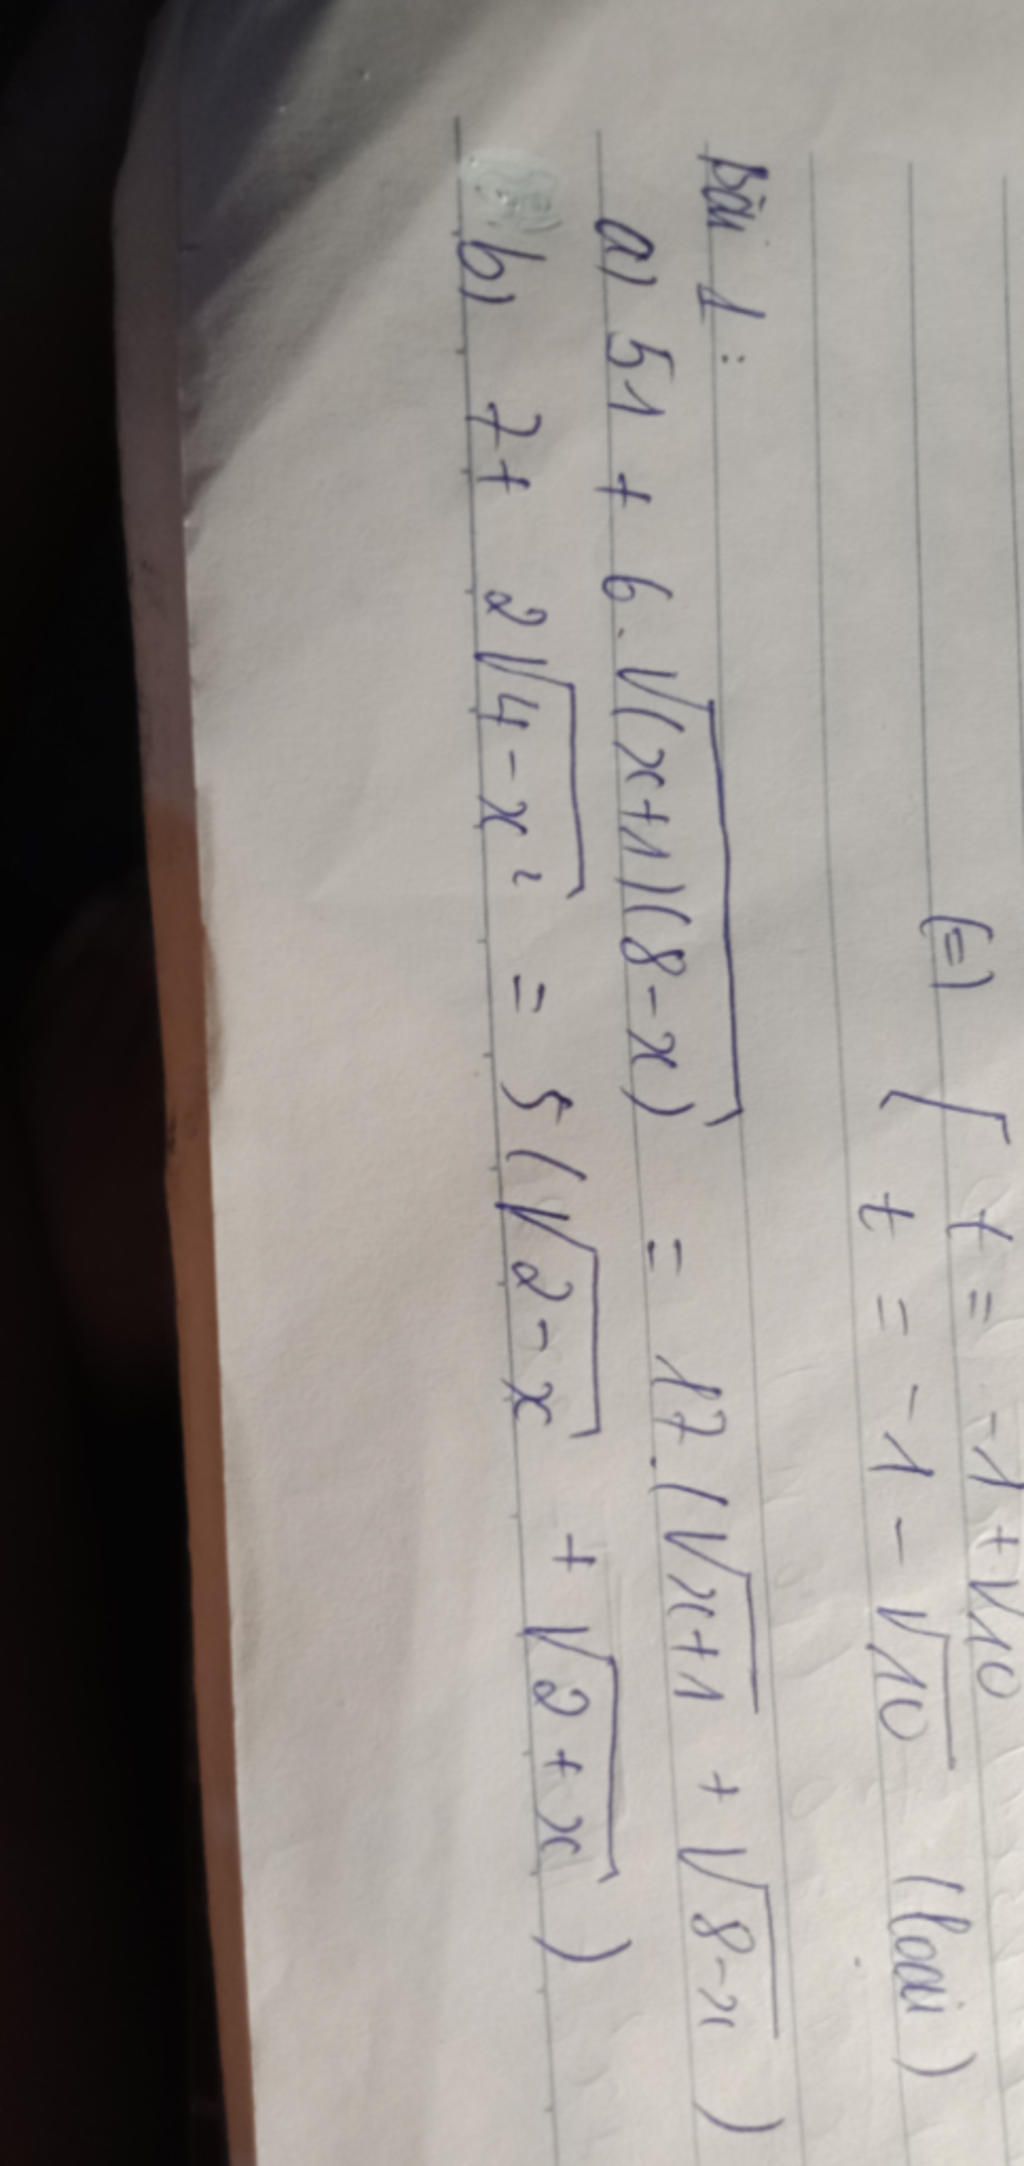 (=) [ t = -1 + √10
t = -1 - √10 (loại)
Bài 1:
a) 51 + 6.√(x+1)(8-x) = 17.(√x+1 + √8-x)
b) 7 + 2√4-x² = 5(√2-x + √2+x)